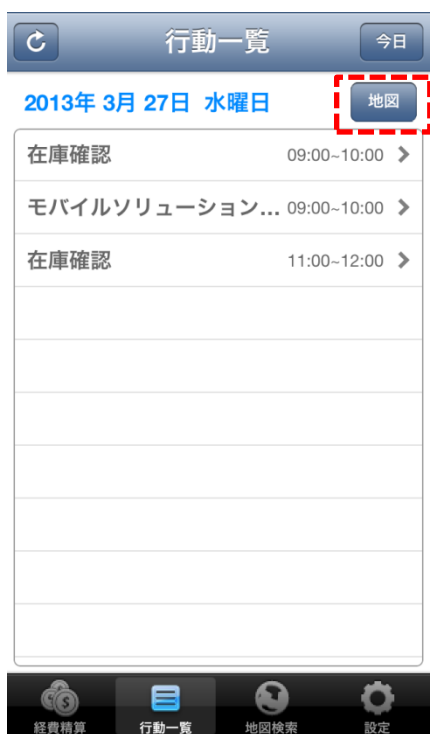 行動一覧 今日
2013年 3月 27日 水曜日 地図
在庫確認 09:00~10:00
モバイルソリューション... 09:00~10:00
在庫確認 11:00~12:00
経費精算 行動一覧 地図検索 設定